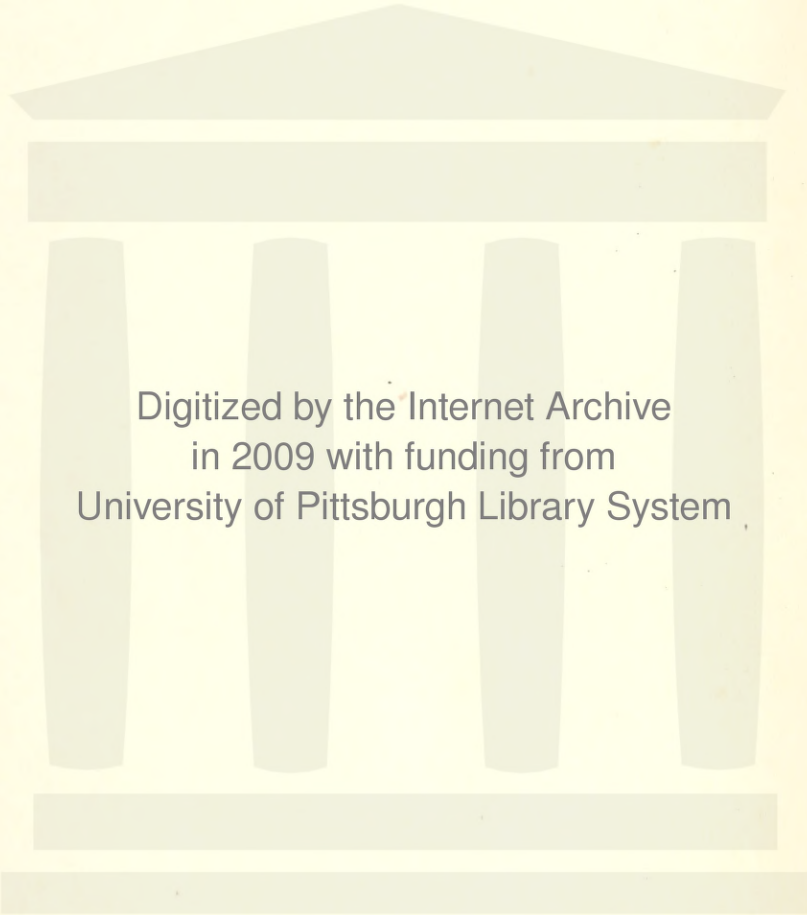 Digitized by the Internet Archive
in 2009 with funding from
University of Pittsburgh Library System